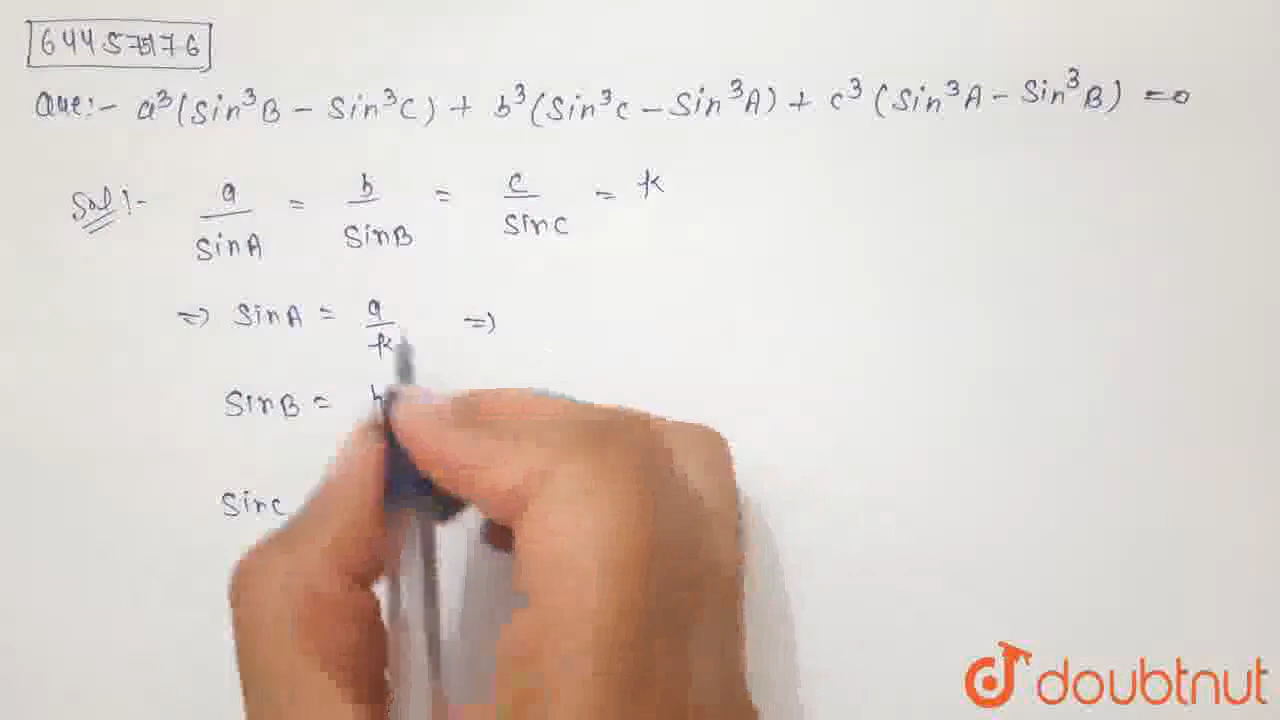 64457176
Que:- a³(Sin³B - Sin³C) + b³(Sin³c - Sin³A) + c³(Sin³A - Sin³B) = 0
Sol:- a/SinA = b/SinB = c/SinC = k
=> SinA = a/k =>
SinB = b
Sinc
doubtnut